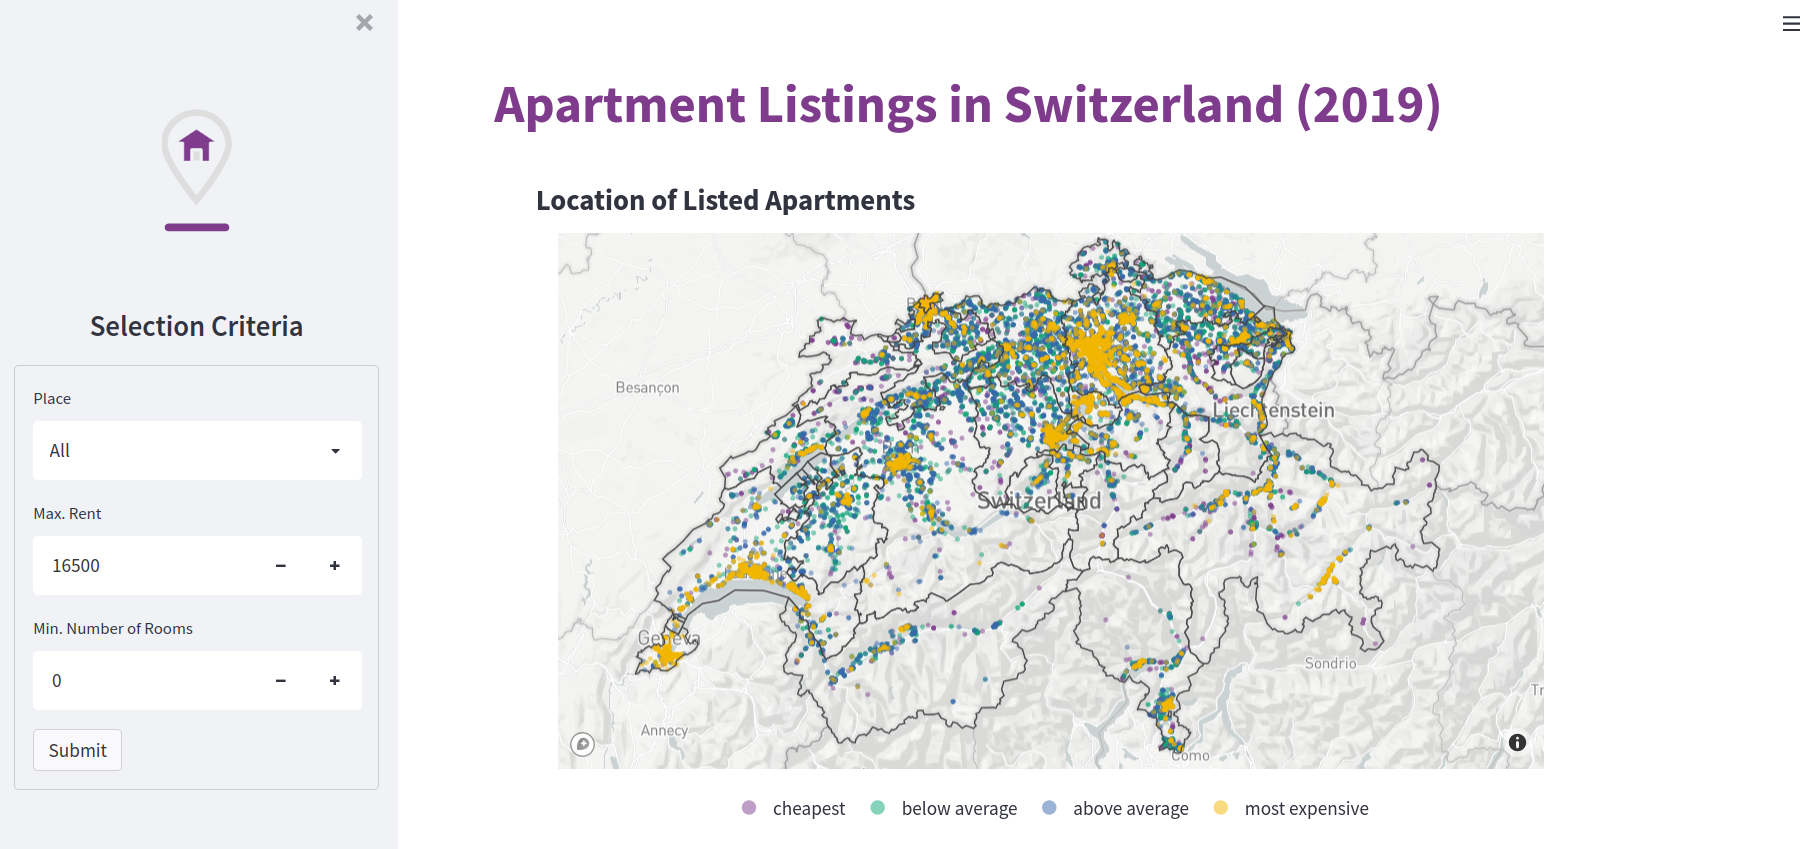 Apartment Listings in Switzerland (2019)
Selection Criteria
Place
All
Max. Rent
16500
Min. Number of Rooms
0
Submit
Location of Listed Apartments
Besançon
Liechtenstein
Switzerland
Geneva
Sondrio
Annecy
Como
cheapest
below average
above average
most expensive